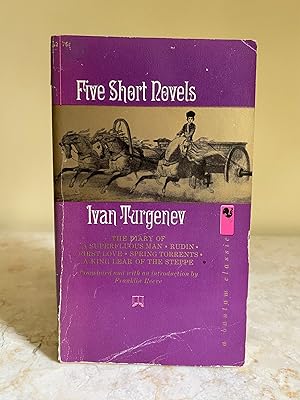 75¢
Five Short Novels
Ivan Turgenev
THE DIARY OF
A SUPERFLUOUS MAN • RUDIN •
FIRST LOVE • SPRING TORRENTS •
A KING LEAR OF THE STEPPE •
Translated and with an introduction by
Franklin Reeve
a bantam classic